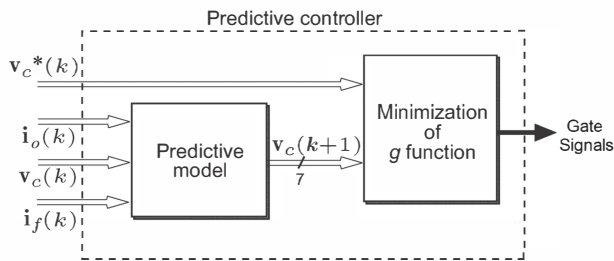 Predictive controller
v_c*(k)
i_o(k)
v_c(k)
i_f(k)
Predictive
model
v_c(k+1)
7
Minimization
of
g function
Gate
Signals